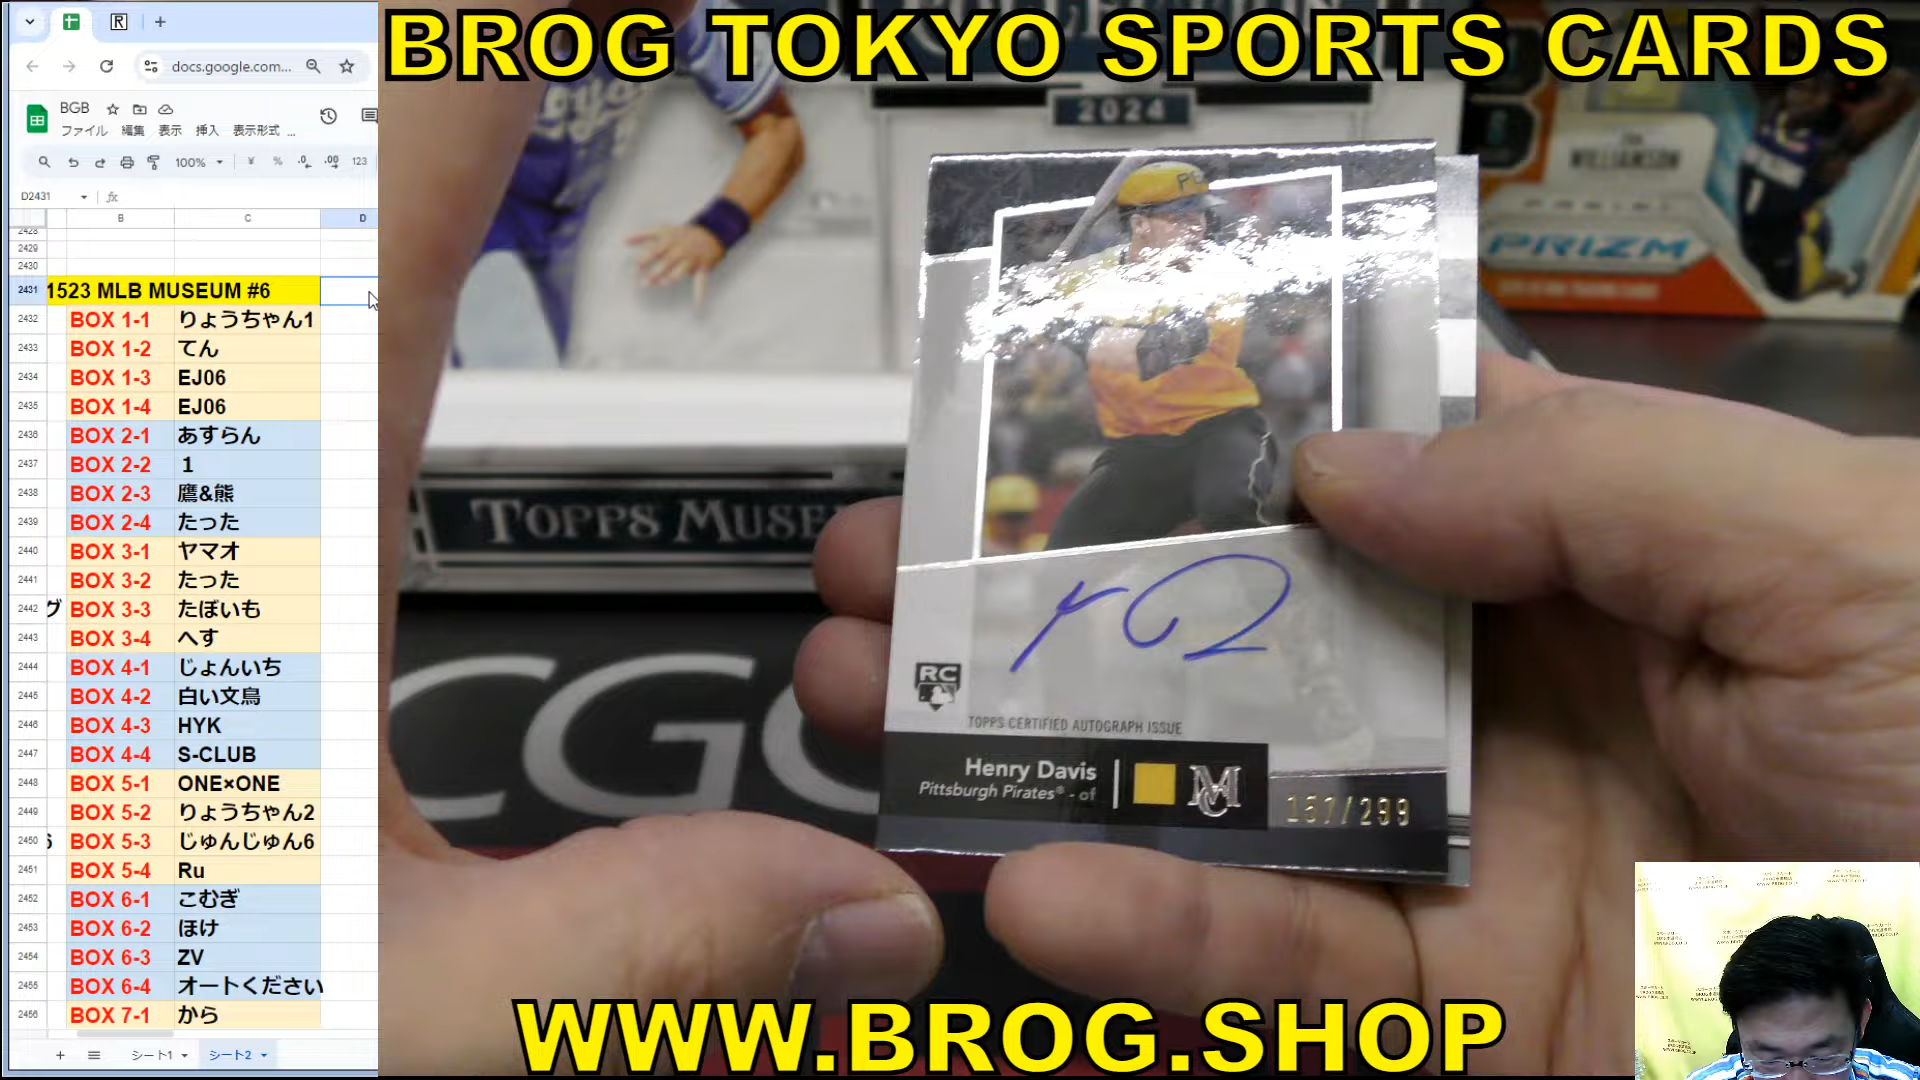 BROG TOKYO SPORTS CARDS
docs.google.com...
BGB
ファイル 編集 表示 挿入 表示形式 ...
100% ¥ % .0 .00 123
D2431 fx
B C D
2428
2429
2430
2431 1523 MLB MUSEUM #6
2432 BOX 1-1 りょうちゃん1
2433 BOX 1-2 てん
2434 BOX 1-3 EJ06
2435 BOX 1-4 EJ06
2436 BOX 2-1 あすらん
2437 BOX 2-2 1
2438 BOX 2-3 鷹&熊
2439 BOX 2-4 たった
2440 BOX 3-1 ヤマオ
2441 BOX 3-2 たった
2442 グ BOX 3-3 たぼいも
2443 BOX 3-4 へす
2444 BOX 4-1 じょんいち
2445 BOX 4-2 白い文鳥
2446 BOX 4-3 HYK
2447 BOX 4-4 S-CLUB
2448 BOX 5-1 ONE×ONE
2449 BOX 5-2 りょうちゃん2
2450 6 BOX 5-3 じゅんじゅん6
2451 BOX 5-4 Ru
2452 BOX 6-1 こむぎ
2453 BOX 6-2 ほけ
2454 BOX 6-3 ZV
2455 BOX 6-4 オートください
2456 BOX 7-1 から
シート1 シート2
2024
WILLIAMSON
PANINI
PRIZM
TOPPS MUSE
CGC
RC
TOPPS CERTIFIED AUTOGRAPH ISSUE
Henry Davis
Pittsburgh Pirates® - of
157/299
WWW.BROG.SHOP